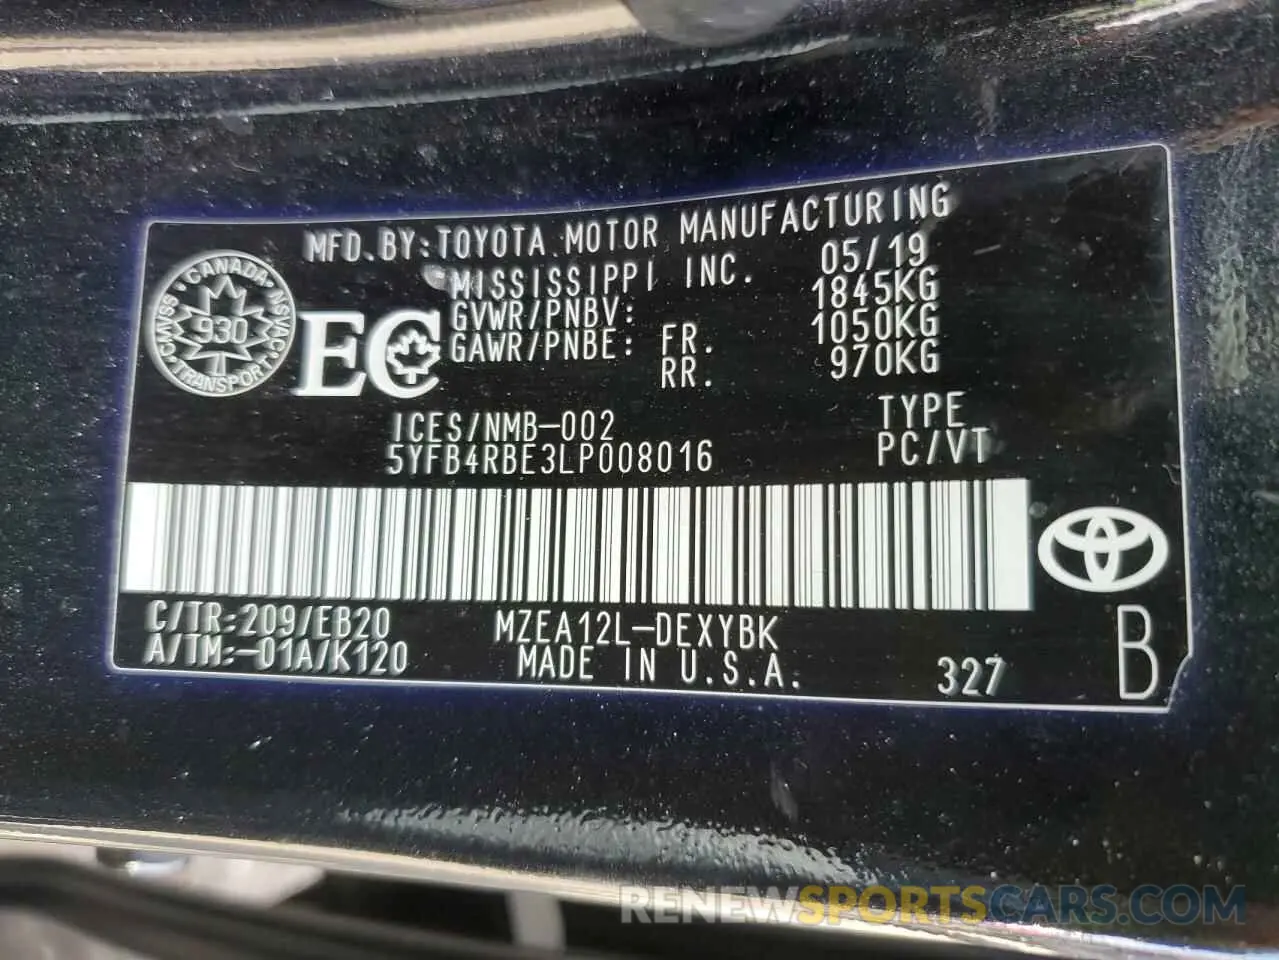 MFD.BY:TOYOTA MOTOR MANUFACTURING
MISSISSIPPI INC. 05/19
GVWR/PNBV: 1845KG
GAWR/PNBE: FR. 1050KG
RR. 970KG
CANADA
CMVSS NSVAC
930
TRANSPORT
EC
ICES/NMB-002 TYPE
5YFB4RBE3LP008016 PC/VT
C/TR:209/EB20 MZEA12L-DEXYBK
A/TM:-01A/K120 MADE IN U.S.A. 327 B
RENEWSPORTSCARS.COM